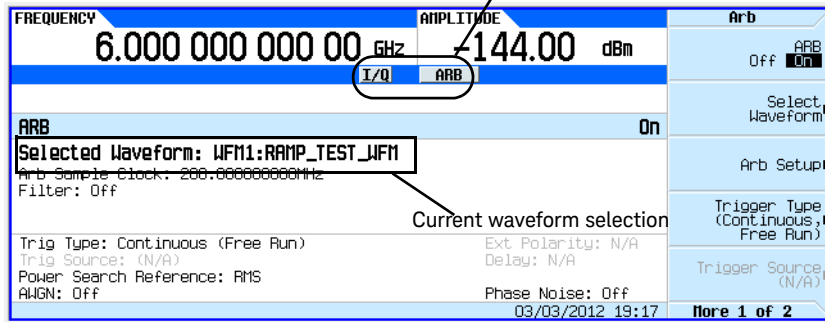 FREQUENCY AMPLITUDE
6.000 000 000 00 GHz -144.00 dBm
I/Q ARB
ARB On
Selected Waveform: WFM1:RAMP_TEST_WFM
Arb Sample Clock: 200.000000000MHz
Filter: Off
Current waveform selection
Trig Type: Continuous (Free Run) Ext Polarity: N/A
Trig Source: (N/A) Delay: N/A
Power Search Reference: RMS
AWGN: Off Phase Noise: Off
03/03/2012 19:17
Arb
ARB
Off On
Select
Waveform
Arb Setup
Trigger Type
(Continuous,
Free Run)
Trigger Source
(N/A)
More 1 of 2